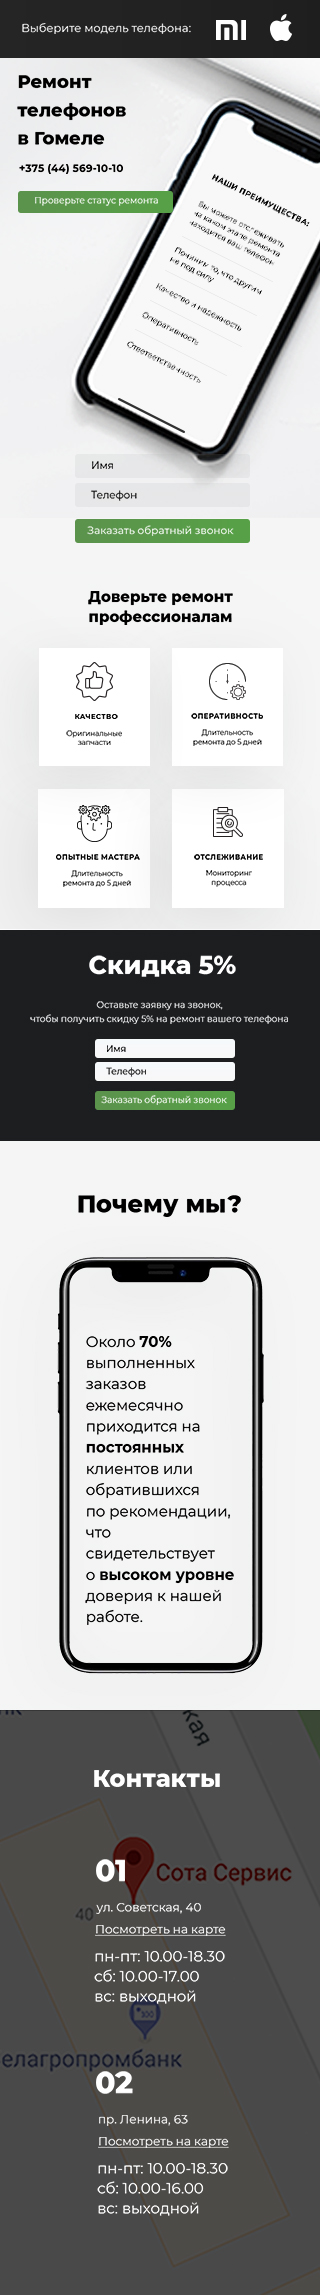 Выберите модель телефона:
Ремонт
телефонов
в Гомеле
+375 (44) 569-10-10
Проверьте статус ремонта
НАШИ ПРЕИМУЩЕСТВА:
Вы можете отслеживать
на каком этапе ремонта
находится ваш телефон
Починим то, что другим
не под силу
Качество и надежность
Оперативность
Ответственность
Имя
Телефон
Заказать обратный звонок
Доверьте ремонт
профессионалам
КАЧЕСТВО
Оригинальные
запчасти
ОПЕРАТИВНОСТЬ
Длительность
ремонта до 5 дней
ОПЫТНЫЕ МАСТЕРА
Длительность
ремонта до 5 дней
ОТСЛЕЖИВАНИЕ
Мониторинг
процесса
Скидка 5%
Оставьте заявку на звонок,
чтобы получить скидку 5% на ремонт вашего телефона
Имя
Телефон
Заказать обратный звонок
Почему мы?
Около 70%
выполненных
заказов
ежемесячно
приходится на
постоянных
клиентов или
обратившихся
по рекомендации,
что
свидетельствует
о высоком уровне
доверия к нашей
работе.
кая
Контакты
01
Сота Сервис
40
ул. Советская, 40
Посмотреть на карте
пн-пт: 10.00-18.30
сб: 10.00-17.00
вс: выходной
елагропромбанк
02
пр. Ленина, 63
Посмотреть на карте
пн-пт: 10.00-18.30
сб: 10.00-16.00
вс: выходной